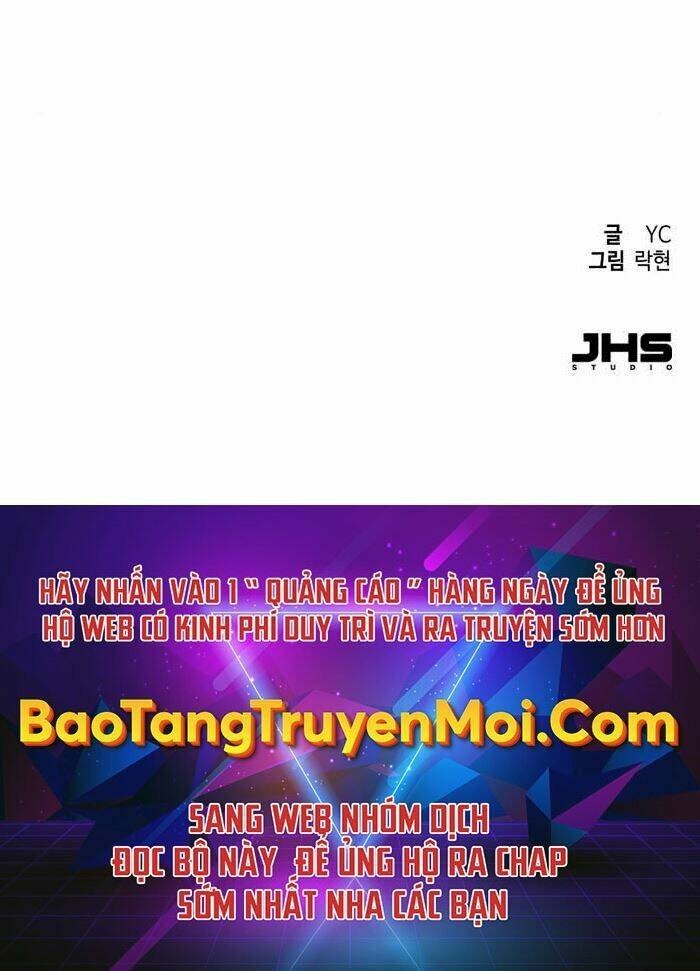 글 YC
그림 락현
JHS
STUDIO
HÃY NHẤN VÀO 1 “ QUẢNG CÁO ” HÀNG NGÀY ĐỂ ỦNG
HỘ WEB CÓ KINH PHÍ DUY TRÌ VÀ RA TRUYỆN SỚM HƠN
BaoTangTruyenMoi.Com
SANG WEB NHÓM DỊCH
ĐỌC BỘ NÀY ĐỂ ỦNG HỘ RA CHAP
SỚM NHẤT NHA CÁC BẠN